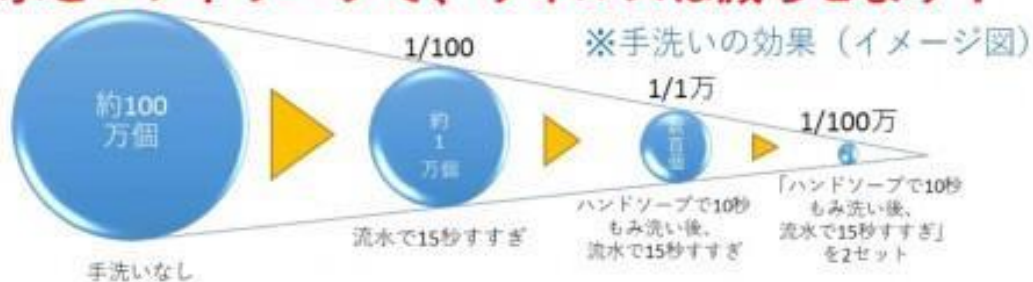 ※手洗いの効果（イメージ図）
約100
万個
手洗いなし
1/100
約
1
万個
流水で15秒すすぎ
1/1万
数百個
ハンドソープで10秒
もみ洗い後、
流水で15秒すすぎ
1/100万
「ハンドソープで10秒
もみ洗い後、
流水で15秒すすぎ」
を2セット